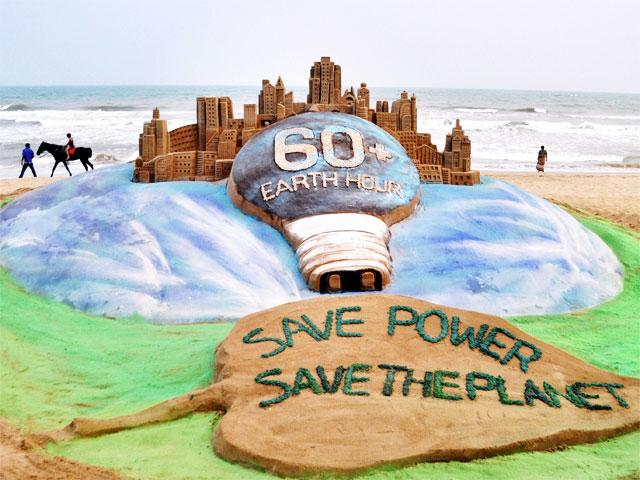 60+
EARTH HOUR
SAVE POWER
SAVE THE PLANET